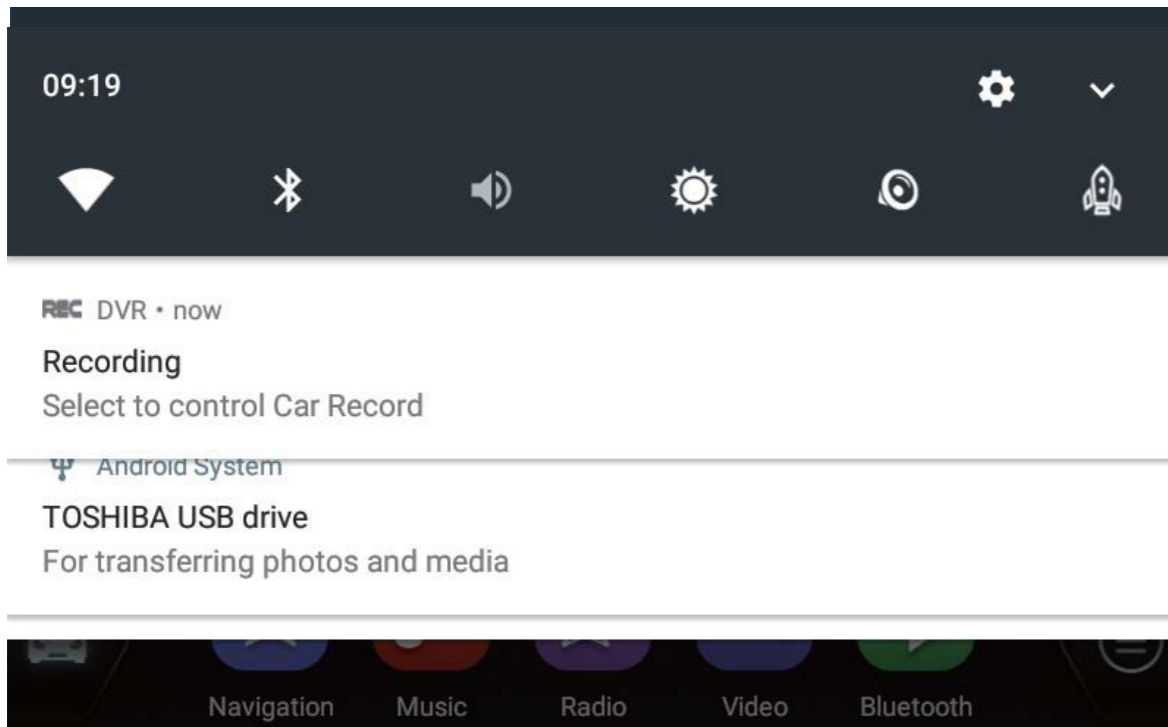 09:19
REC DVR • now
Recording
Select to control Car Record
Android System
TOSHIBA USB drive
For transferring photos and media
Navigation Music Radio Video Bluetooth